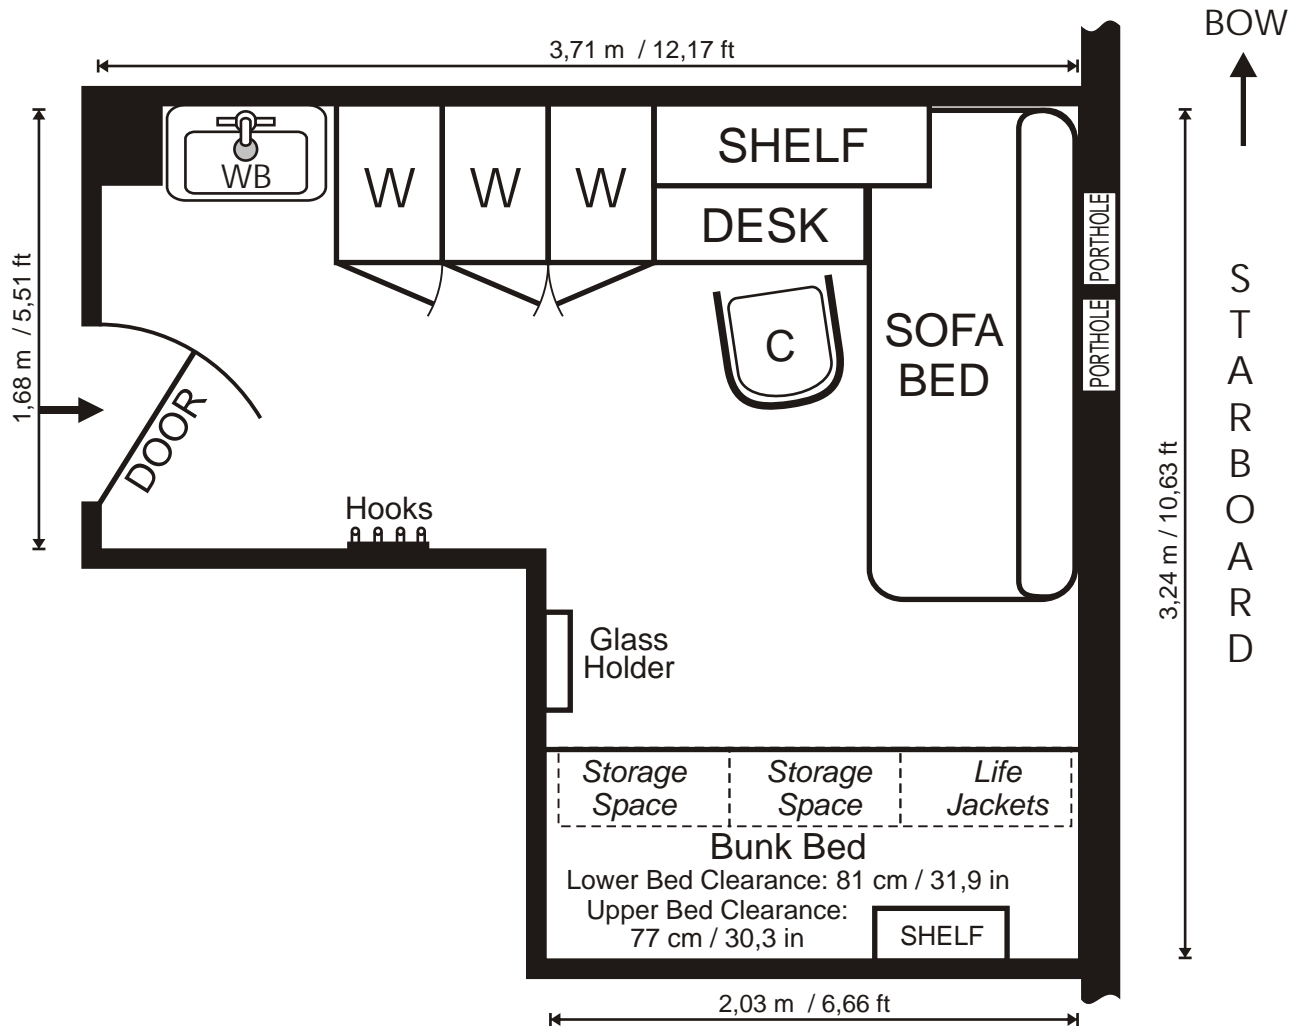 BOW
3,71 m / 12,17 ft
SHELF
WB
W W W
DESK
PORTHOLE
PORTHOLE
STARBOARD
1,68 m / 5,51 ft
SOFA
BED
C
DOOR
Hooks
3,24 m / 10,63 ft
Glass
Holder
Storage
Space
Storage
Space
Life
Jackets
Bunk Bed
Lower Bed Clearance: 81 cm / 31,9 in
Upper Bed Clearance:
77 cm / 30,3 in
SHELF
2,03 m / 6,66 ft